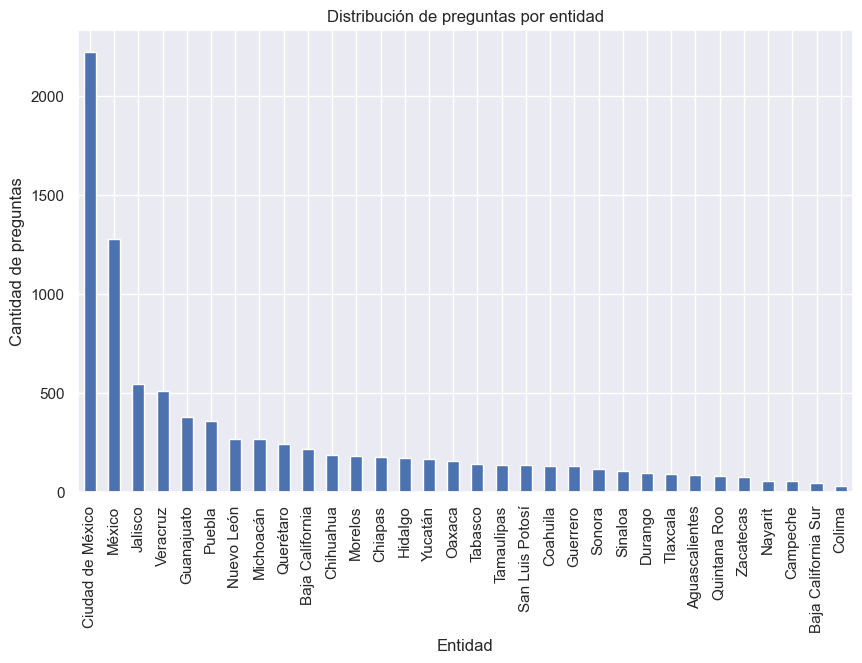 Distribución de preguntas por entidad
Cantidad de preguntas
2000
1500
1000
500
0
Ciudad de México
México
Jalisco
Veracruz
Guanajuato
Puebla
Nuevo León
Michoacán
Querétaro
Baja California
Chihuahua
Morelos
Chiapas
Hidalgo
Yucatán
Oaxaca
Tabasco
Tamaulipas
San Luis Potosí
Coahuila
Guerrero
Sonora
Sinaloa
Durango
Tlaxcala
Aguascalientes
Quintana Roo
Zacatecas
Nayarit
Campeche
Baja California Sur
Colima
Entidad